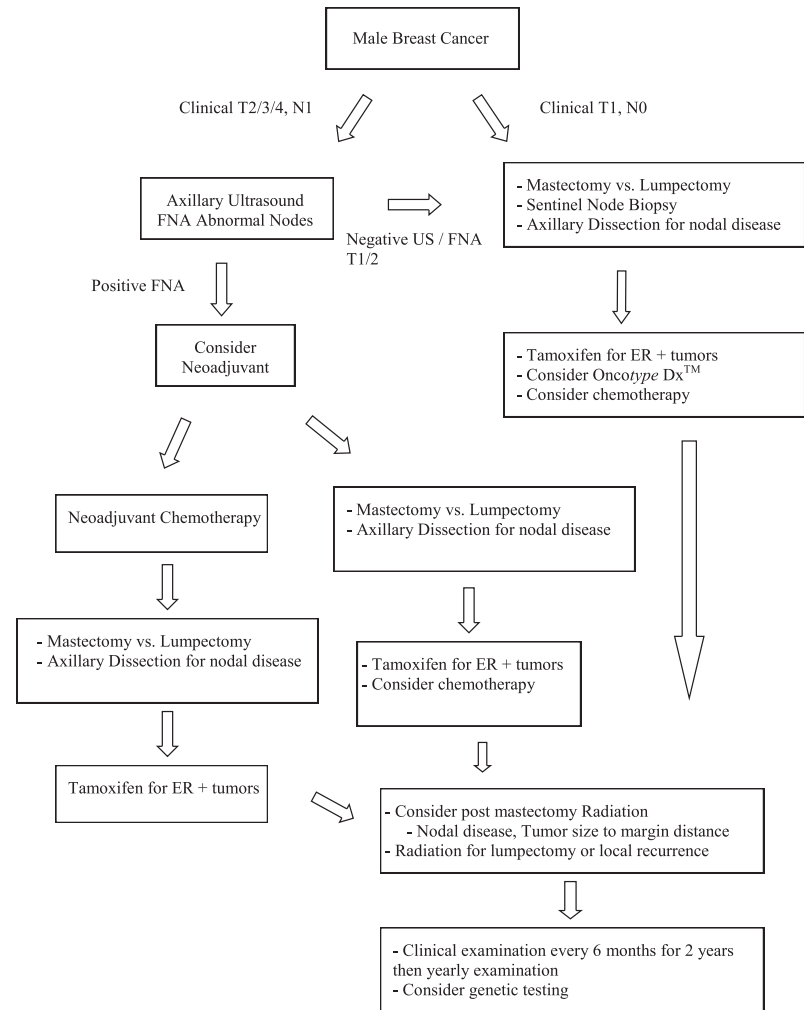 Male Breast Cancer
Clinical T2/3/4, N1
Clinical T1, N0
Axillary Ultrasound
FNA Abnormal Nodes
Negative US / FNA
T1/2
- Mastectomy vs. Lumpectomy
- Sentinel Node Biopsy
- Axillary Dissection for nodal disease
Positive FNA
Consider
Neoadjuvant
- Tamoxifen for ER + tumors
- Consider Oncotype Dx™
- Consider chemotherapy
Neoadjuvant Chemotherapy
- Mastectomy vs. Lumpectomy
- Axillary Dissection for nodal disease
- Mastectomy vs. Lumpectomy
- Axillary Dissection for nodal disease
- Tamoxifen for ER + tumors
- Consider chemotherapy
Tamoxifen for ER + tumors
- Consider post mastectomy Radiation
- Nodal disease, Tumor size to margin distance
- Radiation for lumpectomy or local recurrence
- Clinical examination every 6 months for 2 years
then yearly examination
- Consider genetic testing